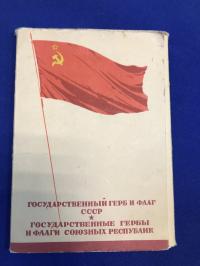 ГОСУДАРСТВЕННЫЙ ГЕРБ И ФЛАГ
СССР
ГОСУДАРСТВЕННЫЕ ГЕРБЫ
И ФЛАГИ СОЮЗНЫХ РЕСПУБЛИК